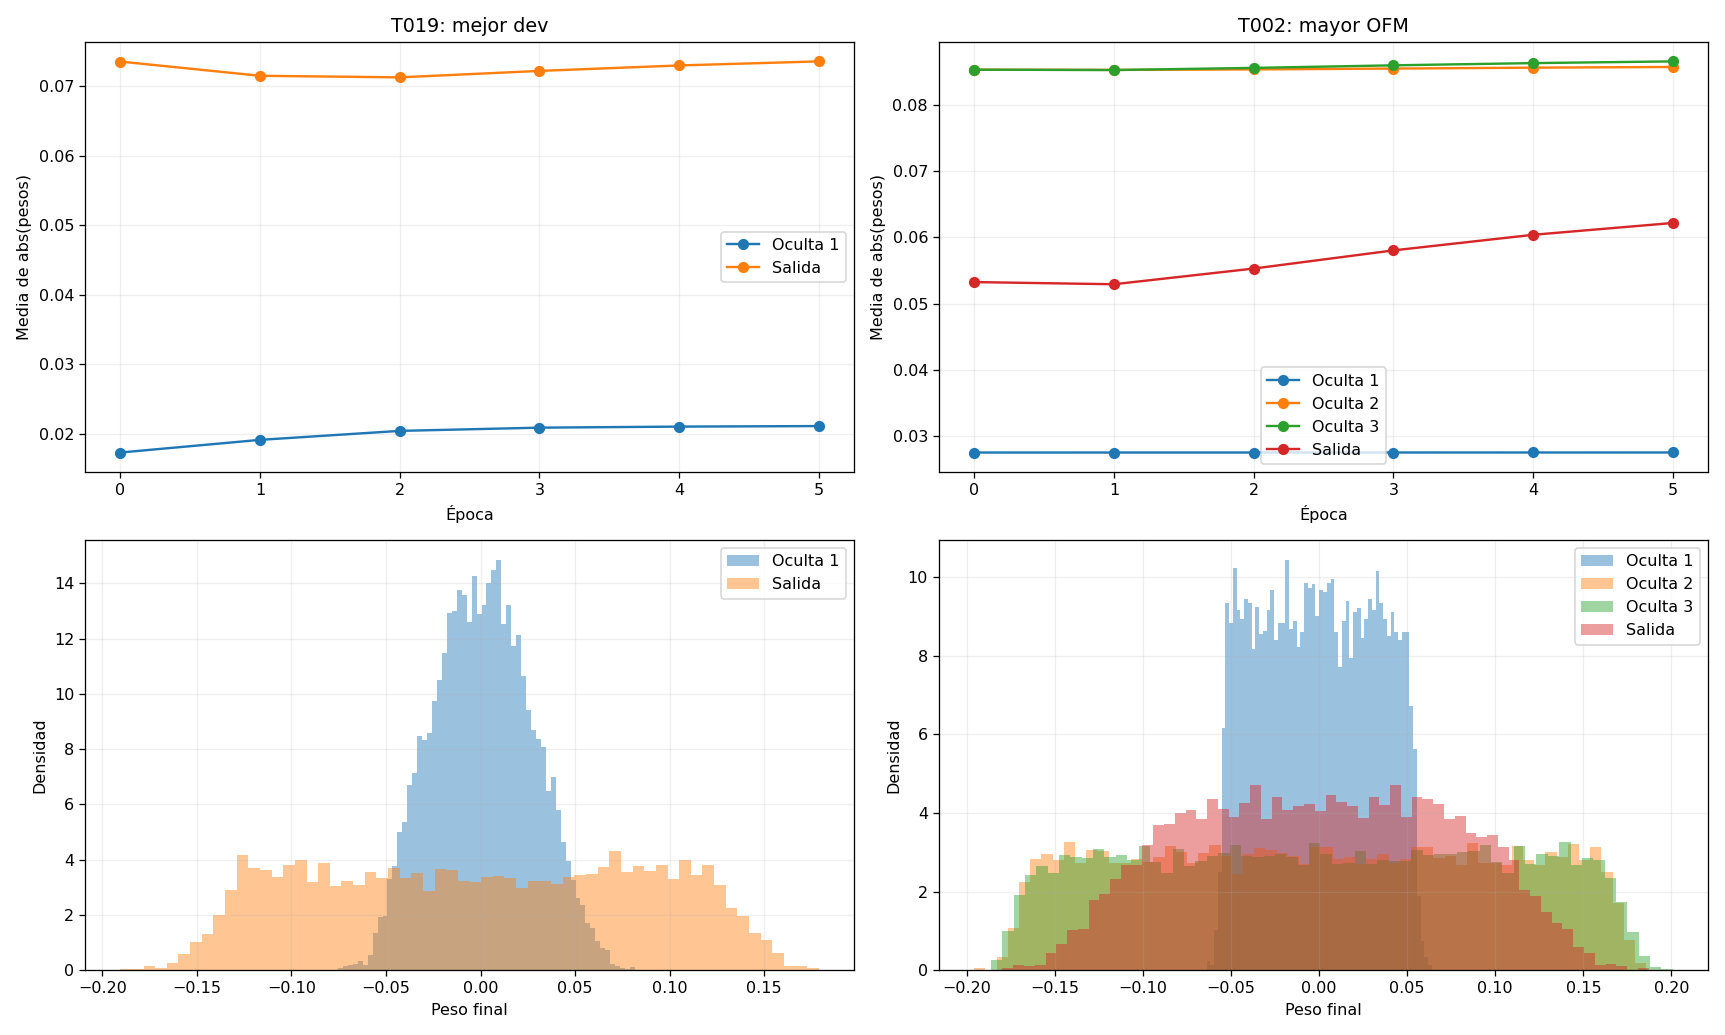 T019: mejor dev
Media de abs(pesos)
0.07
0.06
0.05
0.04
0.03
0.02
Oculta 1
Salida
0 1 2 3 4 5
Época
T002: mayor OFM
Media de abs(pesos)
0.08
0.07
0.06
0.05
0.04
0.03
Oculta 1
Oculta 2
Oculta 3
Salida
0 1 2 3 4 5
Época
Densidad
14
12
10
8
6
4
2
0
Oculta 1
Salida
−0.20 −0.15 −0.10 −0.05 0.00 0.05 0.10 0.15
Peso final
Densidad
10
8
6
4
2
0
Oculta 1
Oculta 2
Oculta 3
Salida
−0.20 −0.15 −0.10 −0.05 0.00 0.05 0.10 0.15 0.20
Peso final